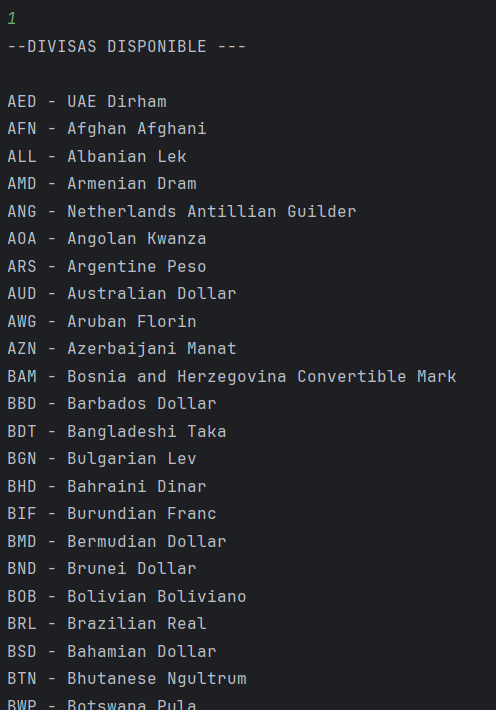 1
--DIVISAS DISPONIBLE ---
AED - UAE Dirham
AFN - Afghan Afghani
ALL - Albanian Lek
AMD - Armenian Dram
ANG - Netherlands Antillian Guilder
AOA - Angolan Kwanza
ARS - Argentine Peso
AUD - Australian Dollar
AWG - Aruban Florin
AZN - Azerbaijani Manat
BAM - Bosnia and Herzegovina Convertible Mark
BBD - Barbados Dollar
BDT - Bangladeshi Taka
BGN - Bulgarian Lev
BHD - Bahraini Dinar
BIF - Burundian Franc
BMD - Bermudian Dollar
BND - Brunei Dollar
BOB - Bolivian Boliviano
BRL - Brazilian Real
BSD - Bahamian Dollar
BTN - Bhutanese Ngultrum
BWP - Botswana Pula